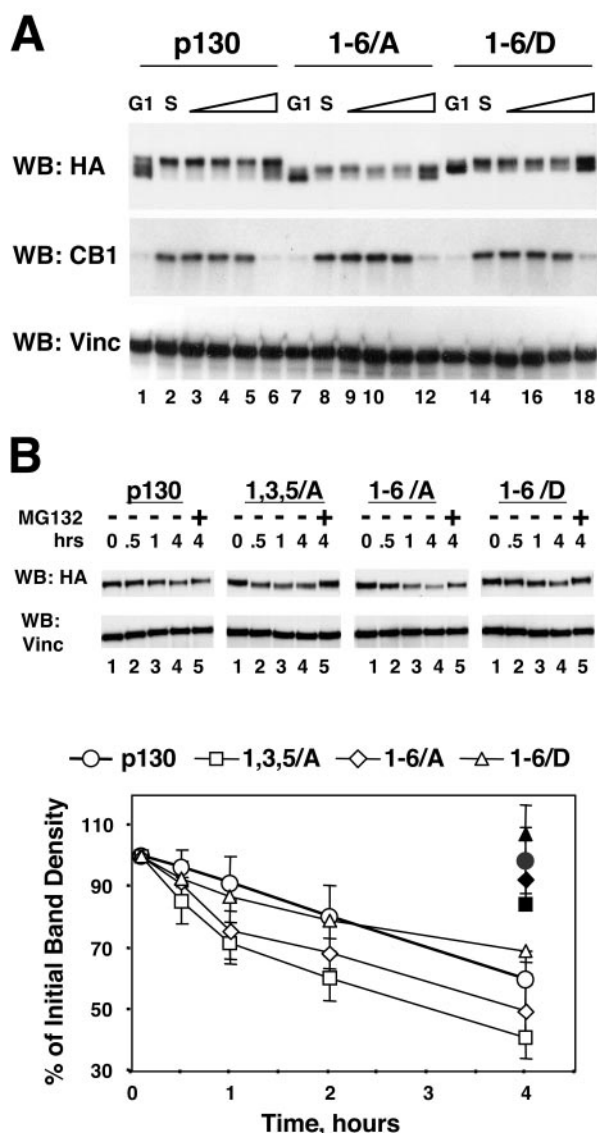 A
p130 1-6/A 1-6/D
G1 S G1 S G1 S
WB: HA
WB: CB1
WB: Vinc
1 2 3 4 5 6 7 8 9 10 12 14 16 18
B
p130 1,3,5/A 1-6/A 1-6/D
MG132 - - - - + - - - - + - - - - + - - - - +
hrs 0 .5 1 4 4 0 .5 1 4 4 0 .5 1 4 4 0 .5 1 4 4
WB: HA
WB:
Vinc
1 2 3 4 5 1 2 3 4 5 1 2 3 4 5 1 2 3 4 5
p130 1,3,5/A 1-6/A 1-6/D
% of Initial Band Density
110
90
70
50
30
0 1 2 3 4
Time, hours